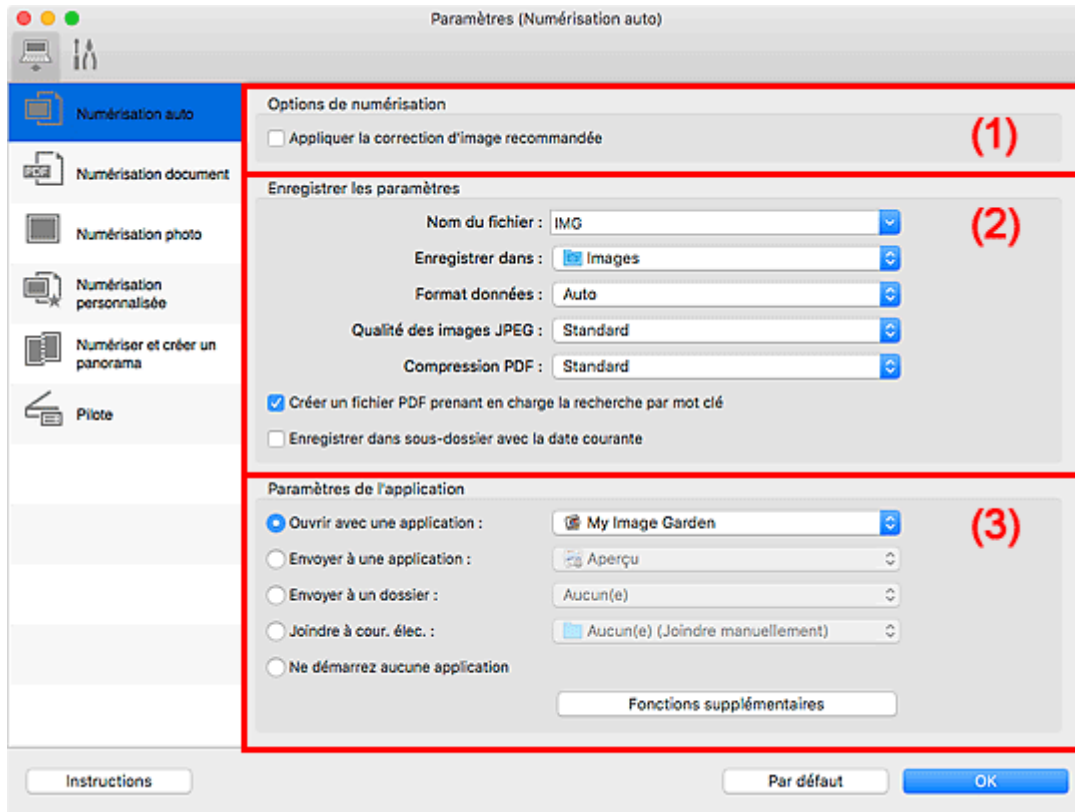 Paramètres (Numérisation auto)
Numérisation auto
PDF
Numérisation document
Numérisation photo
Numérisation
personnalisée
Numériser et créer un
panorama
Pilote
Options de numérisation
Appliquer la correction d'image recommandée
(1)
Enregistrer les paramètres
(2)
Nom du fichier : IMG
Enregistrer dans : Images
Format données : Auto
Qualité des images JPEG : Standard
Compression PDF : Standard
Créer un fichier PDF prenant en charge la recherche par mot clé
Enregistrer dans sous-dossier avec la date courante
Paramètres de l'application
(3)
Ouvrir avec une application : My Image Garden
Envoyer à une application : Aperçu
Envoyer à un dossier : Aucun(e)
Joindre à cour. élec. : Aucun(e) (Joindre manuellement)
Ne démarrez aucune application
Fonctions supplémentaires
Instructions
Par défaut
OK